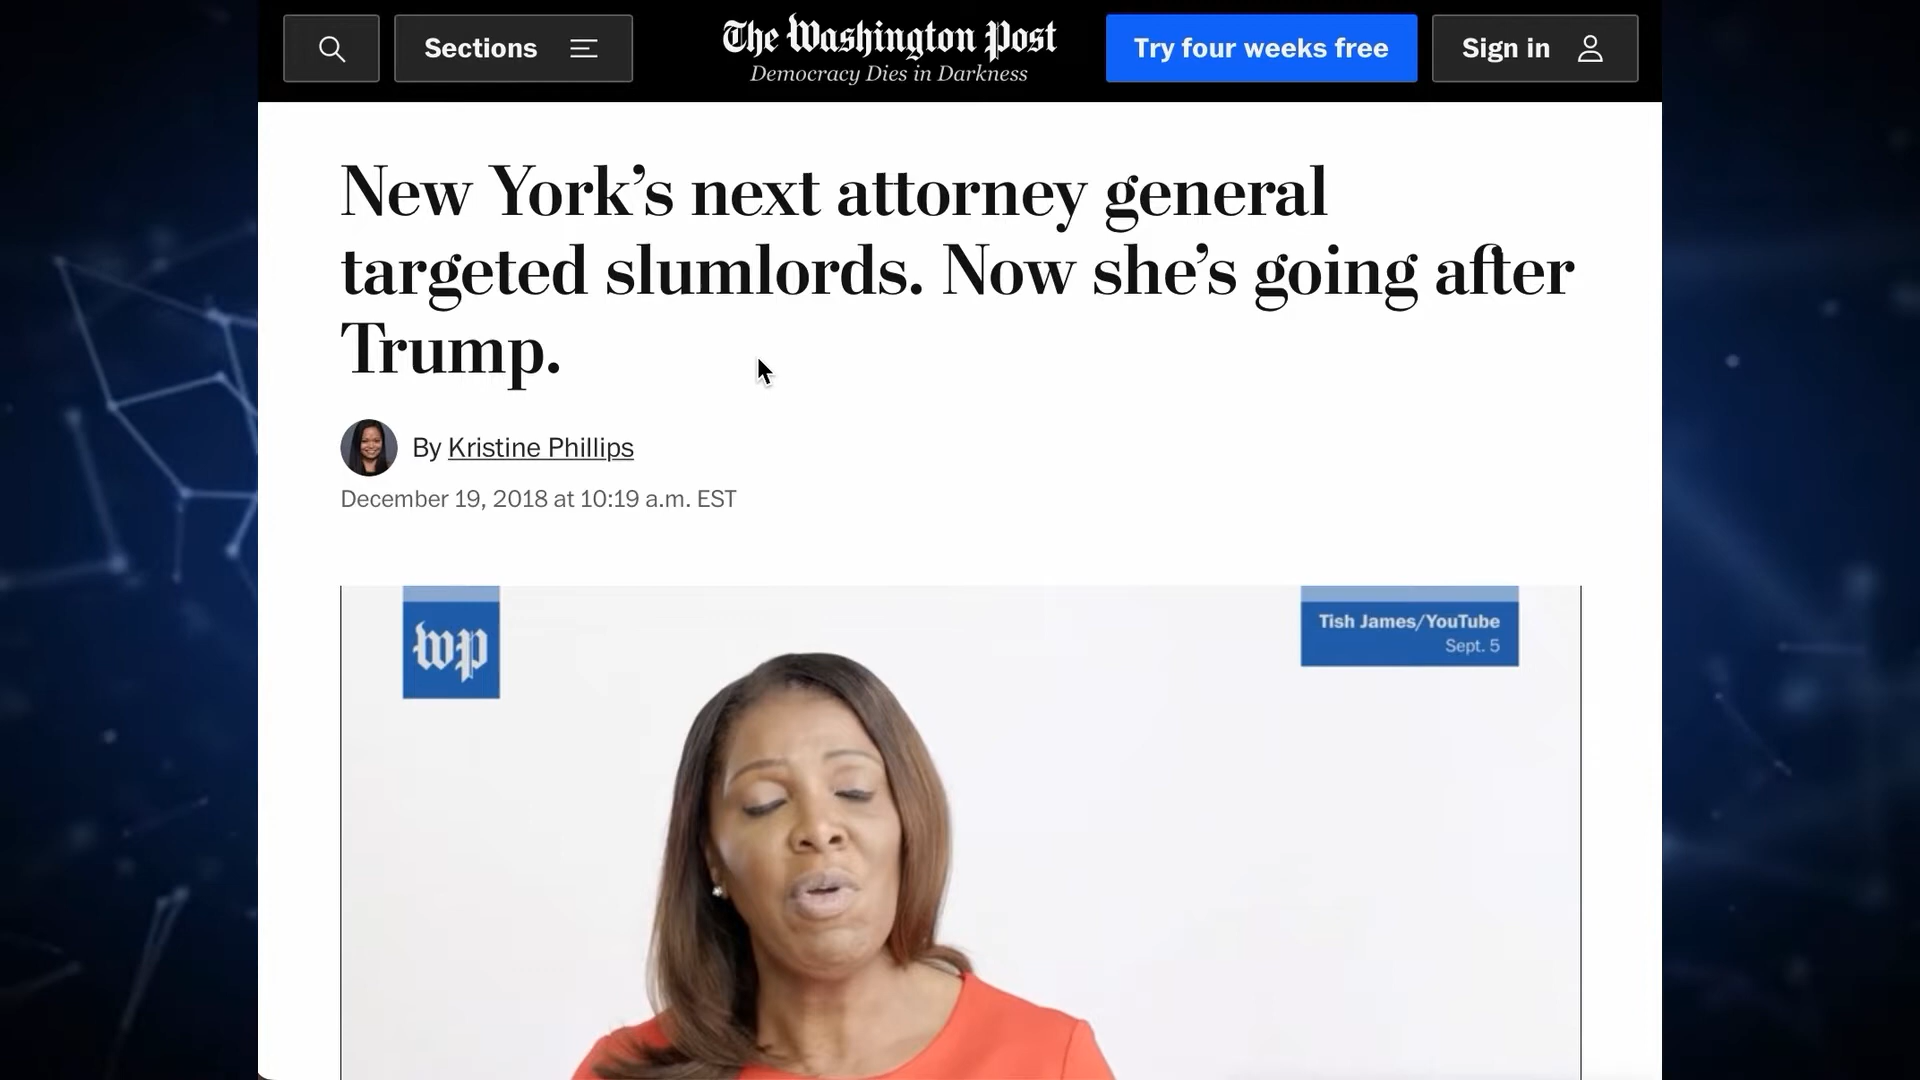 Sections
The Washington Post
Democracy Dies in Darkness
Try four weeks free
Sign in
New York’s next attorney general
targeted slumlords. Now she’s going after
Trump.
By Kristine Phillips
December 19, 2018 at 10:19 a.m. EST
wp
Tish James/YouTube
Sept. 5